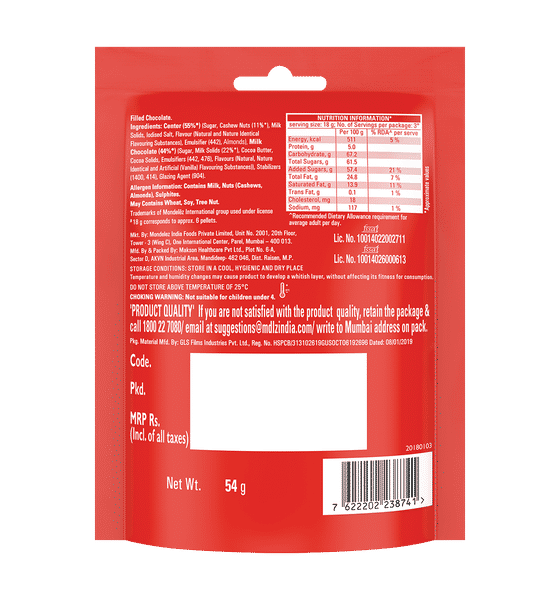 Filled Chocolate.
Ingredients: Center (55%*) (Sugar, Cashew Nuts (11%*), Milk
Solids, Iodised Salt, Flavour (Natural and Nature Identical
Flavouring Substances), Emulsifier (442), Almonds), Milk
Chocolate (44%*) (Sugar, Milk Solids (22%*), Cocoa Butter,
Cocoa Solids, Emulsifiers (442, 476), Flavours (Natural, Nature
Identical and Artificial (Vanilla) Flavouring Substances), Stabilizers
(1400, 414), Glazing Agent (904).
Allergen Information: Contains Milk, Nuts (Cashews,
Almonds), Sulphites.
May Contains Wheat, Soy, Tree Nut.
Trademarks of Mondelēz International group used under license
^18 g corresponds to approx. 6 pellets.
NUTRITION INFORMATION*
serving size: 18 g; No. of Servings per package: 3^
Per 100 g % RDA^ per serve
Energy, kcal 511 5 %
Protein, g 5.0
Carbohydrate, g 67.2
Total Sugars, g 61.5
Added Sugars, g 57.4 21 %
Total Fat, g 24.8 7 %
Saturated Fat, g 13.9 11 %
Trans Fat, g 0.1 1 %
Cholesterol, mg 18
Sodium, mg 117 1 %
*Approximate values
^Recommended Dietary Allowance requirement for
average adult per day.
Mkt. By: Mondelez India Foods Private Limited, Unit No. 2001, 20th Floor,
Tower - 3 (Wing C), One International Center, Parel, Mumbai – 400 013.
Mfd. By & Packed By: Makson Healthcare Pvt Ltd., Plot No. 6-A,
Sector D, AKVN Industrial Area, Mandideep- 462 046, Dist. Raisen, M.P.
fssai
Lic. No. 10014022002711
fssai
Lic. No. 10014026000613
STORAGE CONDITIONS: STORE IN A COOL, HYGIENIC AND DRY PLACE
Temperature and humidity changes may cause product to develop a whitish layer, without affecting its fitness for consumption.
DO NOT STORE ABOVE TEMPERATURE OF 25°C
CHOKING WARNING: Not suitable for children under 4.
'PRODUCT QUALITY' If you are not satisfied with the product quality, retain the package &
call 1800 22 7080/ email at suggestions@mdlzindia.com/ write to Mumbai address on pack.
Pkg. Material Mfd. By: GLS Films Industries Pvt. Ltd., Reg. No. HSPCB/313102619GUSOCTO6192696 Dated: 08/01/2019
Code.
Pkd.
MRP Rs.
(Incl. of all taxes)
20180103
Net Wt. 54 g
7 622202 238741 >